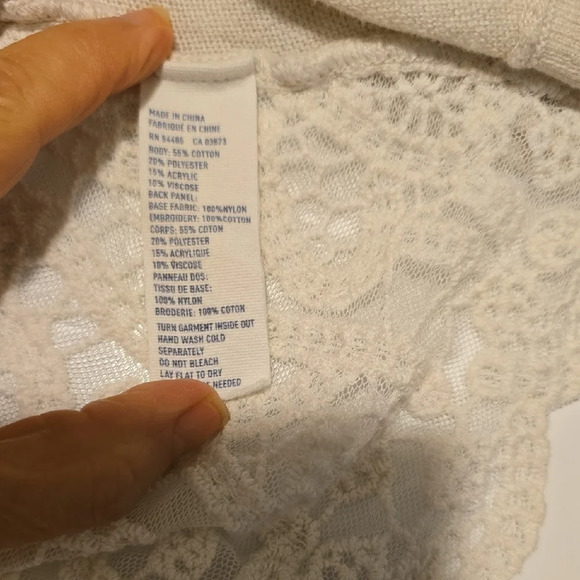 MADE IN CHINA
FABRIQUÉ EN CHINE
RN 54485 CA 03873
BODY: 55% COTTON
20% POLYESTER
15% ACRYLIC
10% VISCOSE
BACK PANEL:
BASE FABRIC: 100%NYLON
EMBROIDERY: 100%COTTON
CORPS: 55% COTON
20% POLYESTER
15% ACRYLIQUE
10% VISCOSE
PANNEAU DOS:
TISSU DE BASE:
100% NYLON
BRODERIE: 100% COTON
TURN GARMENT INSIDE OUT
HAND WASH COLD
SEPARATELY
DO NOT BLEACH
LAY FLAT TO DRY
NEEDED